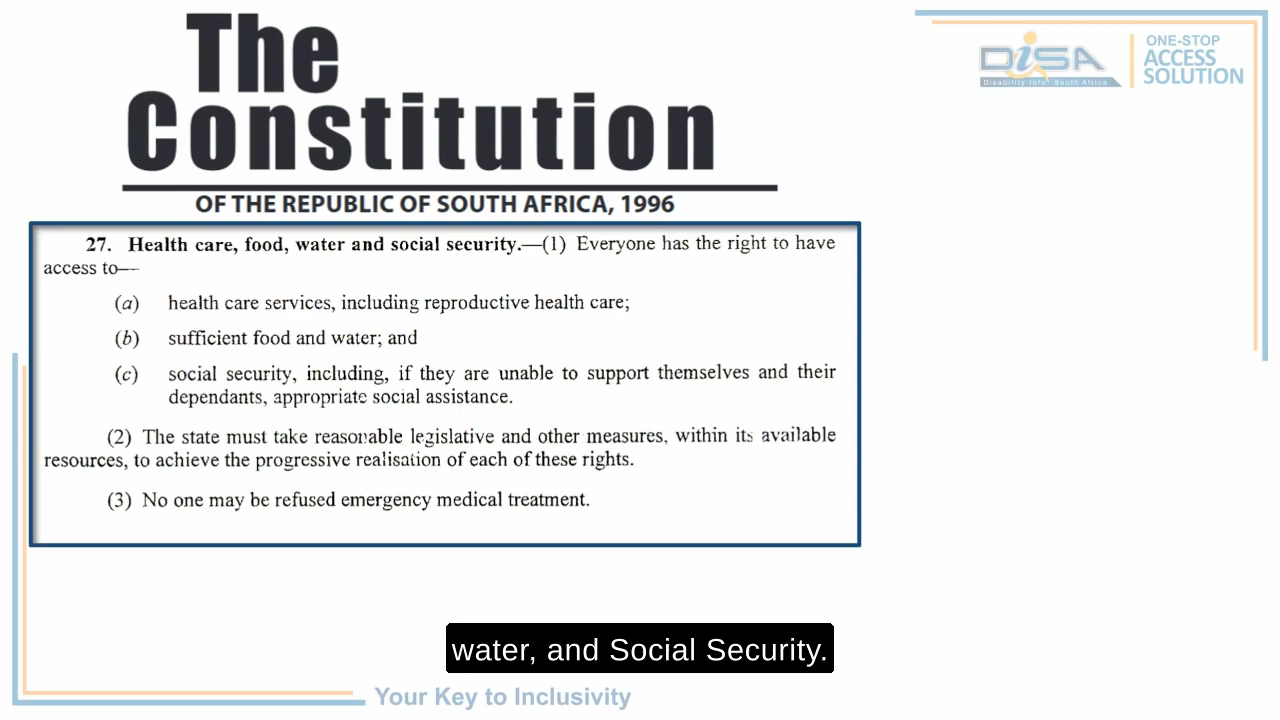 The
Constitution
OF THE REPUBLIC OF SOUTH AFRICA, 1996
DiSA
Disability Info South Africa
ONE-STOP
ACCESS
SOLUTION
27. Health care, food, water and social security.—(1) Everyone has the right to have
access to—
(a) health care services, including reproductive health care;
(b) sufficient food and water; and
(c) social security, including, if they are unable to support themselves and their
dependants, appropriate social assistance.
(2) The state must take reasonable legislative and other measures, within its available
resources, to achieve the progressive realisation of each of these rights.
(3) No one may be refused emergency medical treatment.
water, and Social Security.
Your Key to Inclusivity